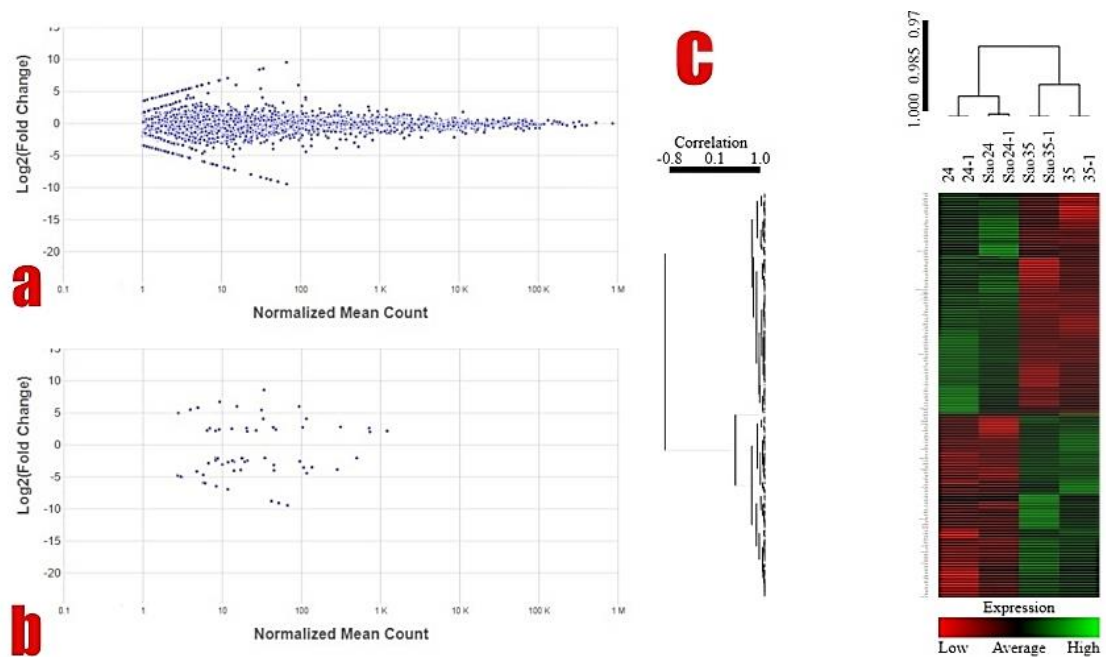 15
10
5
0
-5
-10
-15
-20
Log2(Fold Change)
0.1 1 10 100 1 K 10 K 100 K 1 M
Normalized Mean Count
a
15
10
5
0
-5
-10
-15
-20
Log2(Fold Change)
0.1 1 10 100 1 K 10 K 100 K 1 M
Normalized Mean Count
b
C
0.97
0.985
1.000
Correlation
-0.8 0.1 1.0
24
24-1
Sao24
Sao24-1
Sao35
Sao35-1
35
35-1
Expression
Low Average High